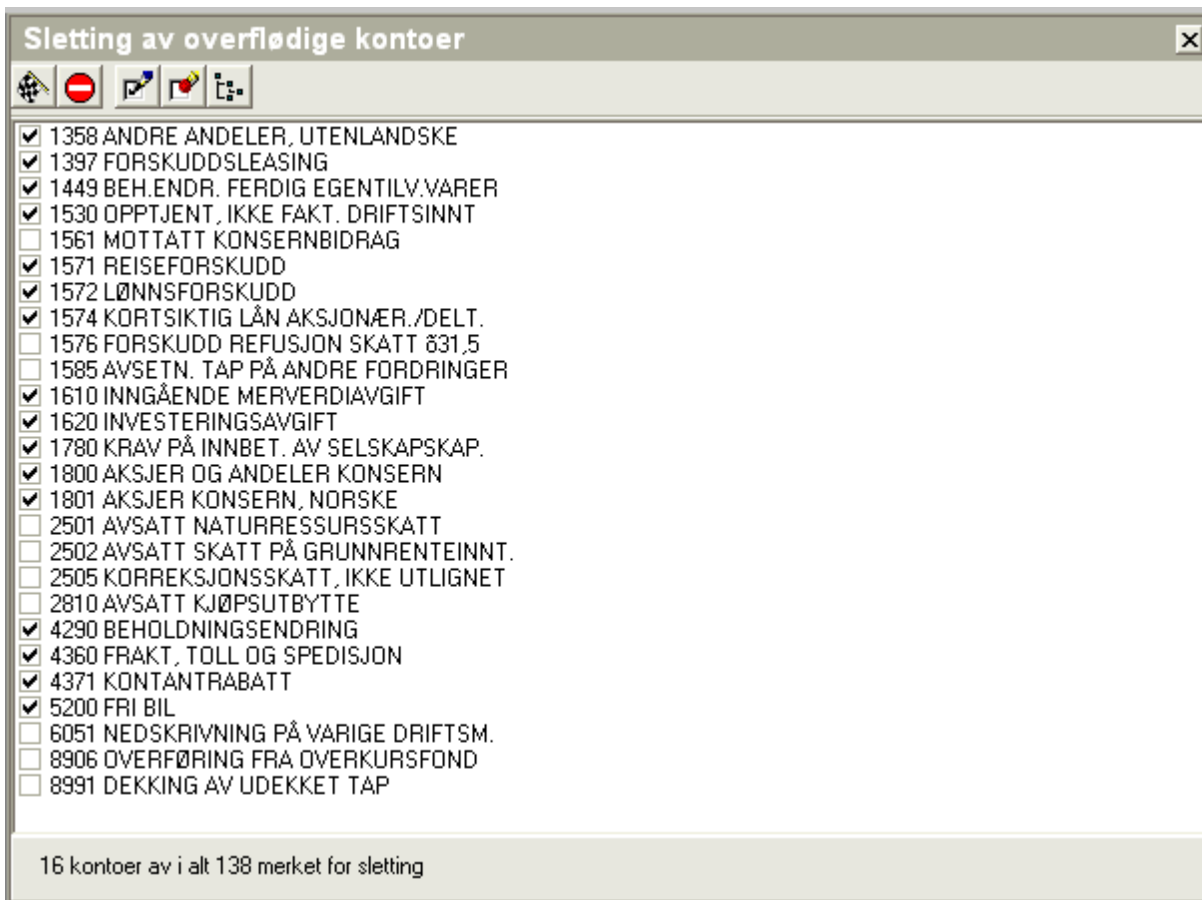 Sletting av overflødige kontoer
1358 ANDRE ANDELER, UTENLANDSKE
1397 FORSKUDDSLEASING
1449 BEH.ENDR. FERDIG EGENTILV.VARER
1530 OPPTJENT, IKKE FAKT. DRIFTSINNT
1561 MOTTATT KONSERNBIDRAG
1571 REISEFORSKUDD
1572 LØNNSFORSKUDD
1574 KORTSIKTIG LÅN AKSJONÆR./DELT.
1576 FORSKUDD REFUSJON SKATT õ31,5
1585 AVSETN. TAP PÅ ANDRE FORDRINGER
1610 INNGÅENDE MERVERDIAVGIFT
1620 INVESTERINGSAVGIFT
1780 KRAV PÅ INNBET. AV SELSKAPSKAP.
1800 AKSJER OG ANDELER KONSERN
1801 AKSJER KONSERN, NORSKE
2501 AVSATT NATURRESSURSSKATT
2502 AVSATT SKATT PÅ GRUNNRENTEINNT.
2505 KORREKSJONSSKATT, IKKE UTLIGNET
2810 AVSATT KJØPSUTBYTTE
4290 BEHOLDNINGSENDRING
4360 FRAKT, TOLL OG SPEDISJON
4371 KONTANTRABATT
5200 FRI BIL
6051 NEDSKRIVNING PÅ VARIGE DRIFTSM.
8906 OVERFØRING FRA OVERKURSFOND
8991 DEKKING AV UDEKKET TAP
16 kontoer av i alt 138 merket for sletting